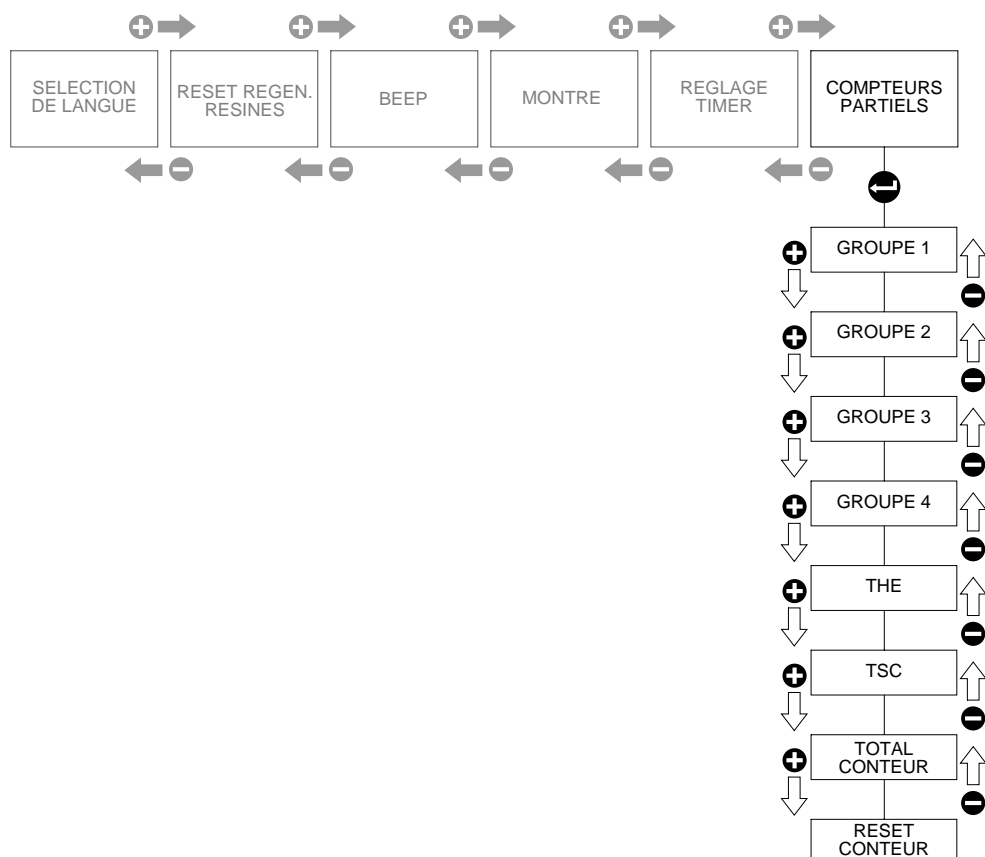 SELECTION
DE LANGUE
RESET REGEN.
RESINES
BEEP
MONTRE
REGLAGE
TIMER
COMPTEURS
PARTIELS
GROUPE 1
GROUPE 2
GROUPE 3
GROUPE 4
THE
TSC
TOTAL
CONTEUR
RESET
CONTEUR